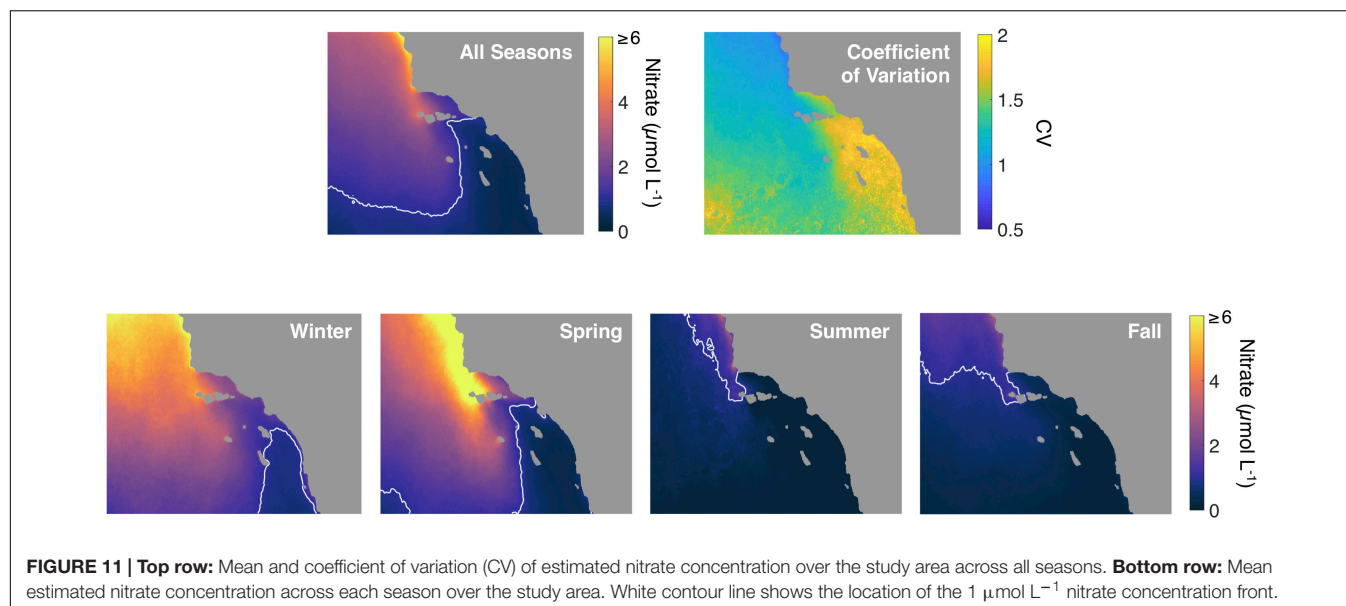 All Seasons
≥6
4
2
0
Nitrate (μmol L-1)
Coefficient
of Variation
2
1.5
1
0.5
CV
Winter
Spring
Summer
Fall
≥6
4
2
0
Nitrate (μmol L-1)
FIGURE 11 | Top row: Mean and coefficient of variation (CV) of estimated nitrate concentration over the study area across all seasons. Bottom row: Mean
estimated nitrate concentration across each season over the study area. White contour line shows the location of the 1 μmol L−1 nitrate concentration front.